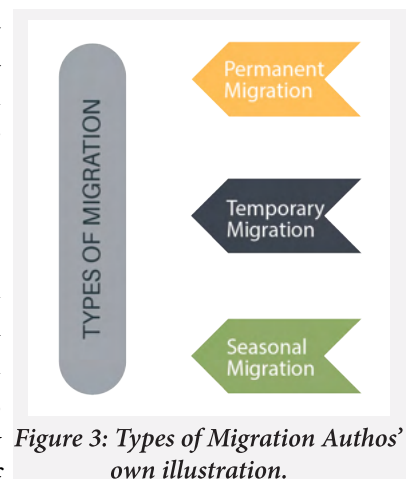 TYPES OF MIGRATION
Permanent
Migration
Temporary
Migration
Seasonal
Migration
Figure 3: Types of Migration Authos'
own illustration.